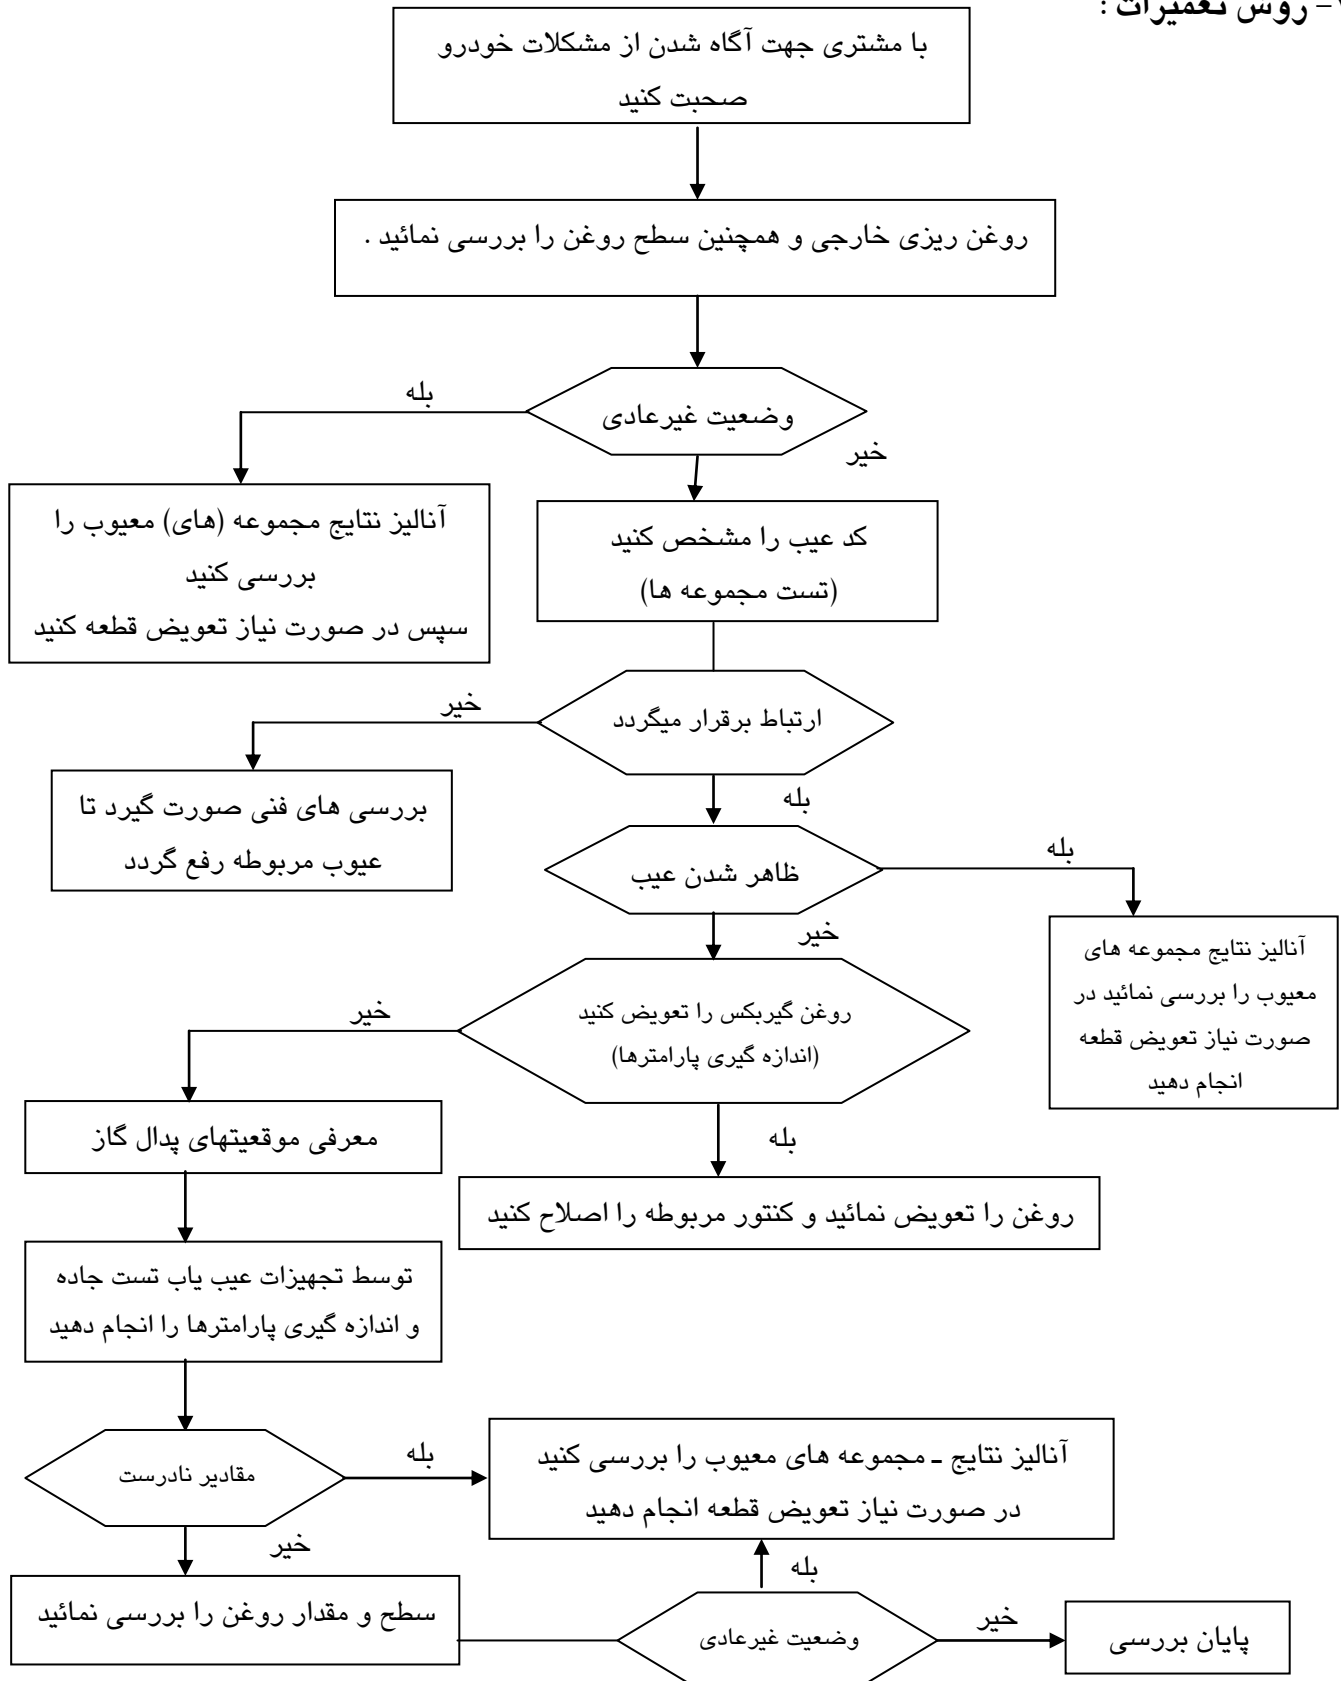 - روش تعمیرات :
با مشتری جهت آگاه شدن از مشکلات خودرو
صحبت کنید
روغن ریزی خارجی و همچنین سطح روغن را بررسی نمائید .
وضعیت غیرعادی
بله
خیر
آنالیز نتایج مجموعه (های) معیوب را
بررسی کنید
سپس در صورت نیاز تعویض قطعه کنید
کد عیب را مشخص کنید
(تست مجموعه ها)
ارتباط برقرار میگردد
خیر
بله
بررسی های فنی صورت گیرد تا
عیوب مربوطه رفع گردد
ظاهر شدن عیب
بله
خیر
آنالیز نتایج مجموعه های
معیوب را بررسی نمائید در
صورت نیاز تعویض قطعه
انجام دهید
روغن گیربکس را تعویض کنید
(اندازه گیری پارامترها)
خیر
بله
معرفی موقعیتهای پدال گاز
روغن را تعویض نمائید و کنتور مربوطه را اصلاح کنید
توسط تجهیزات عیب یاب تست جاده
و اندازه گیری پارامترها را انجام دهید
مقادیر نادرست
بله
خیر
آنالیز نتایج - مجموعه های معیوب را بررسی کنید
در صورت نیاز تعویض قطعه انجام دهید
سطح و مقدار روغن را بررسی نمائید
وضعیت غیرعادی
بله
خیر
پایان بررسی